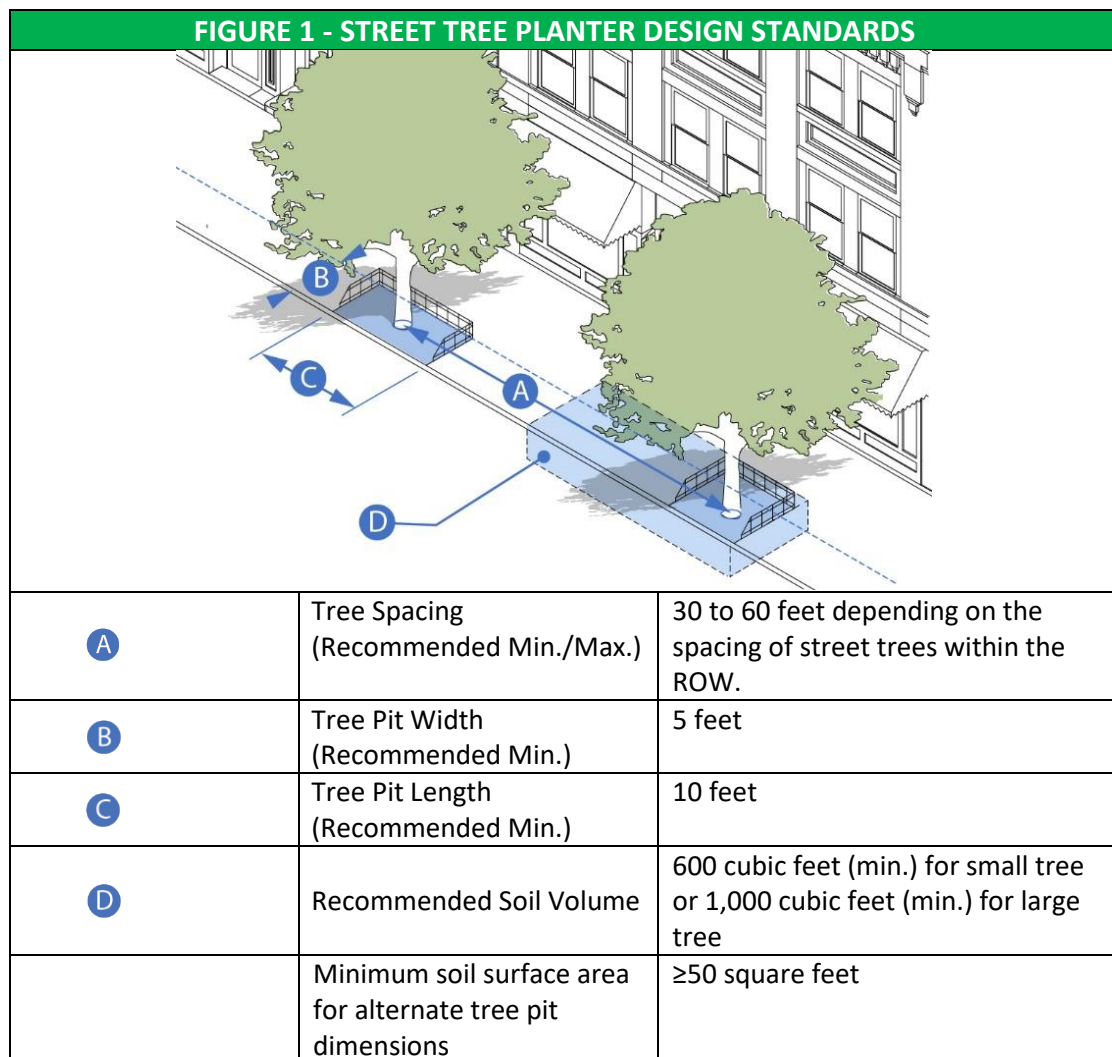 FIGURE 1 - STREET TREE PLANTER DESIGN STANDARDS
B
C
A
D
A
Tree Spacing
(Recommended Min./Max.)
30 to 60 feet depending on the
spacing of street trees within the
ROW.
B
Tree Pit Width
(Recommended Min.)
5 feet
C
Tree Pit Length
(Recommended Min.)
10 feet
D
Recommended Soil Volume
600 cubic feet (min.) for small tree
or 1,000 cubic feet (min.) for large
tree
Minimum soil surface area
for alternate tree pit
dimensions
≥50 square feet